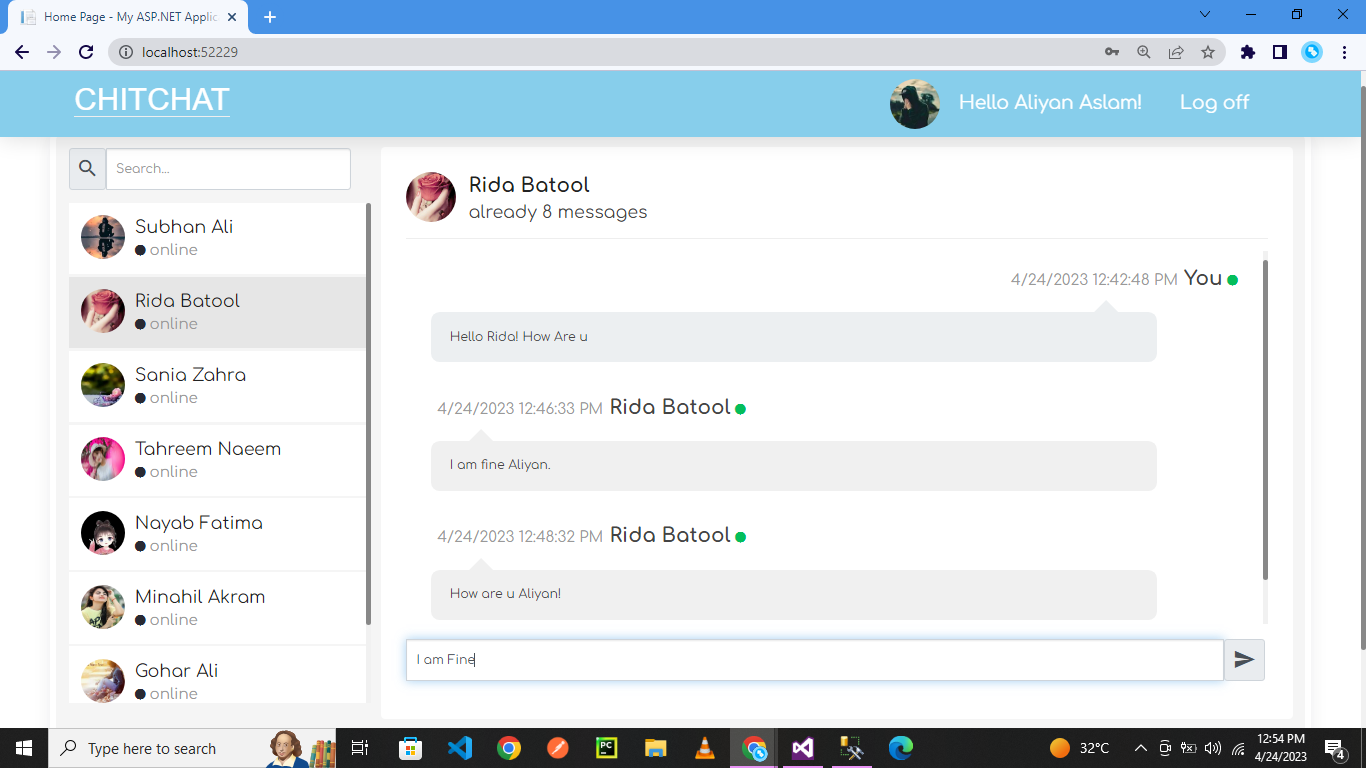 Home Page - My ASP.NET Applic
localhost:52229
CHITCHAT
Hello Aliyan Aslam!
Log off
Search...
Subhan Ali
online
Rida Batool
online
Sania Zahra
online
Tahreem Naeem
online
Nayab Fatima
online
Minahil Akram
online
Gohar Ali
online
Rida Batool
already 8 messages
4/24/2023 12:42:48 PM You
Hello Rida! How Are u
4/24/2023 12:46:33 PM Rida Batool
I am fine Aliyan.
4/24/2023 12:48:32 PM Rida Batool
How are u Aliyan!
I am Fine
Type here to search
PC
32°C
12:54 PM
4/24/2023
4